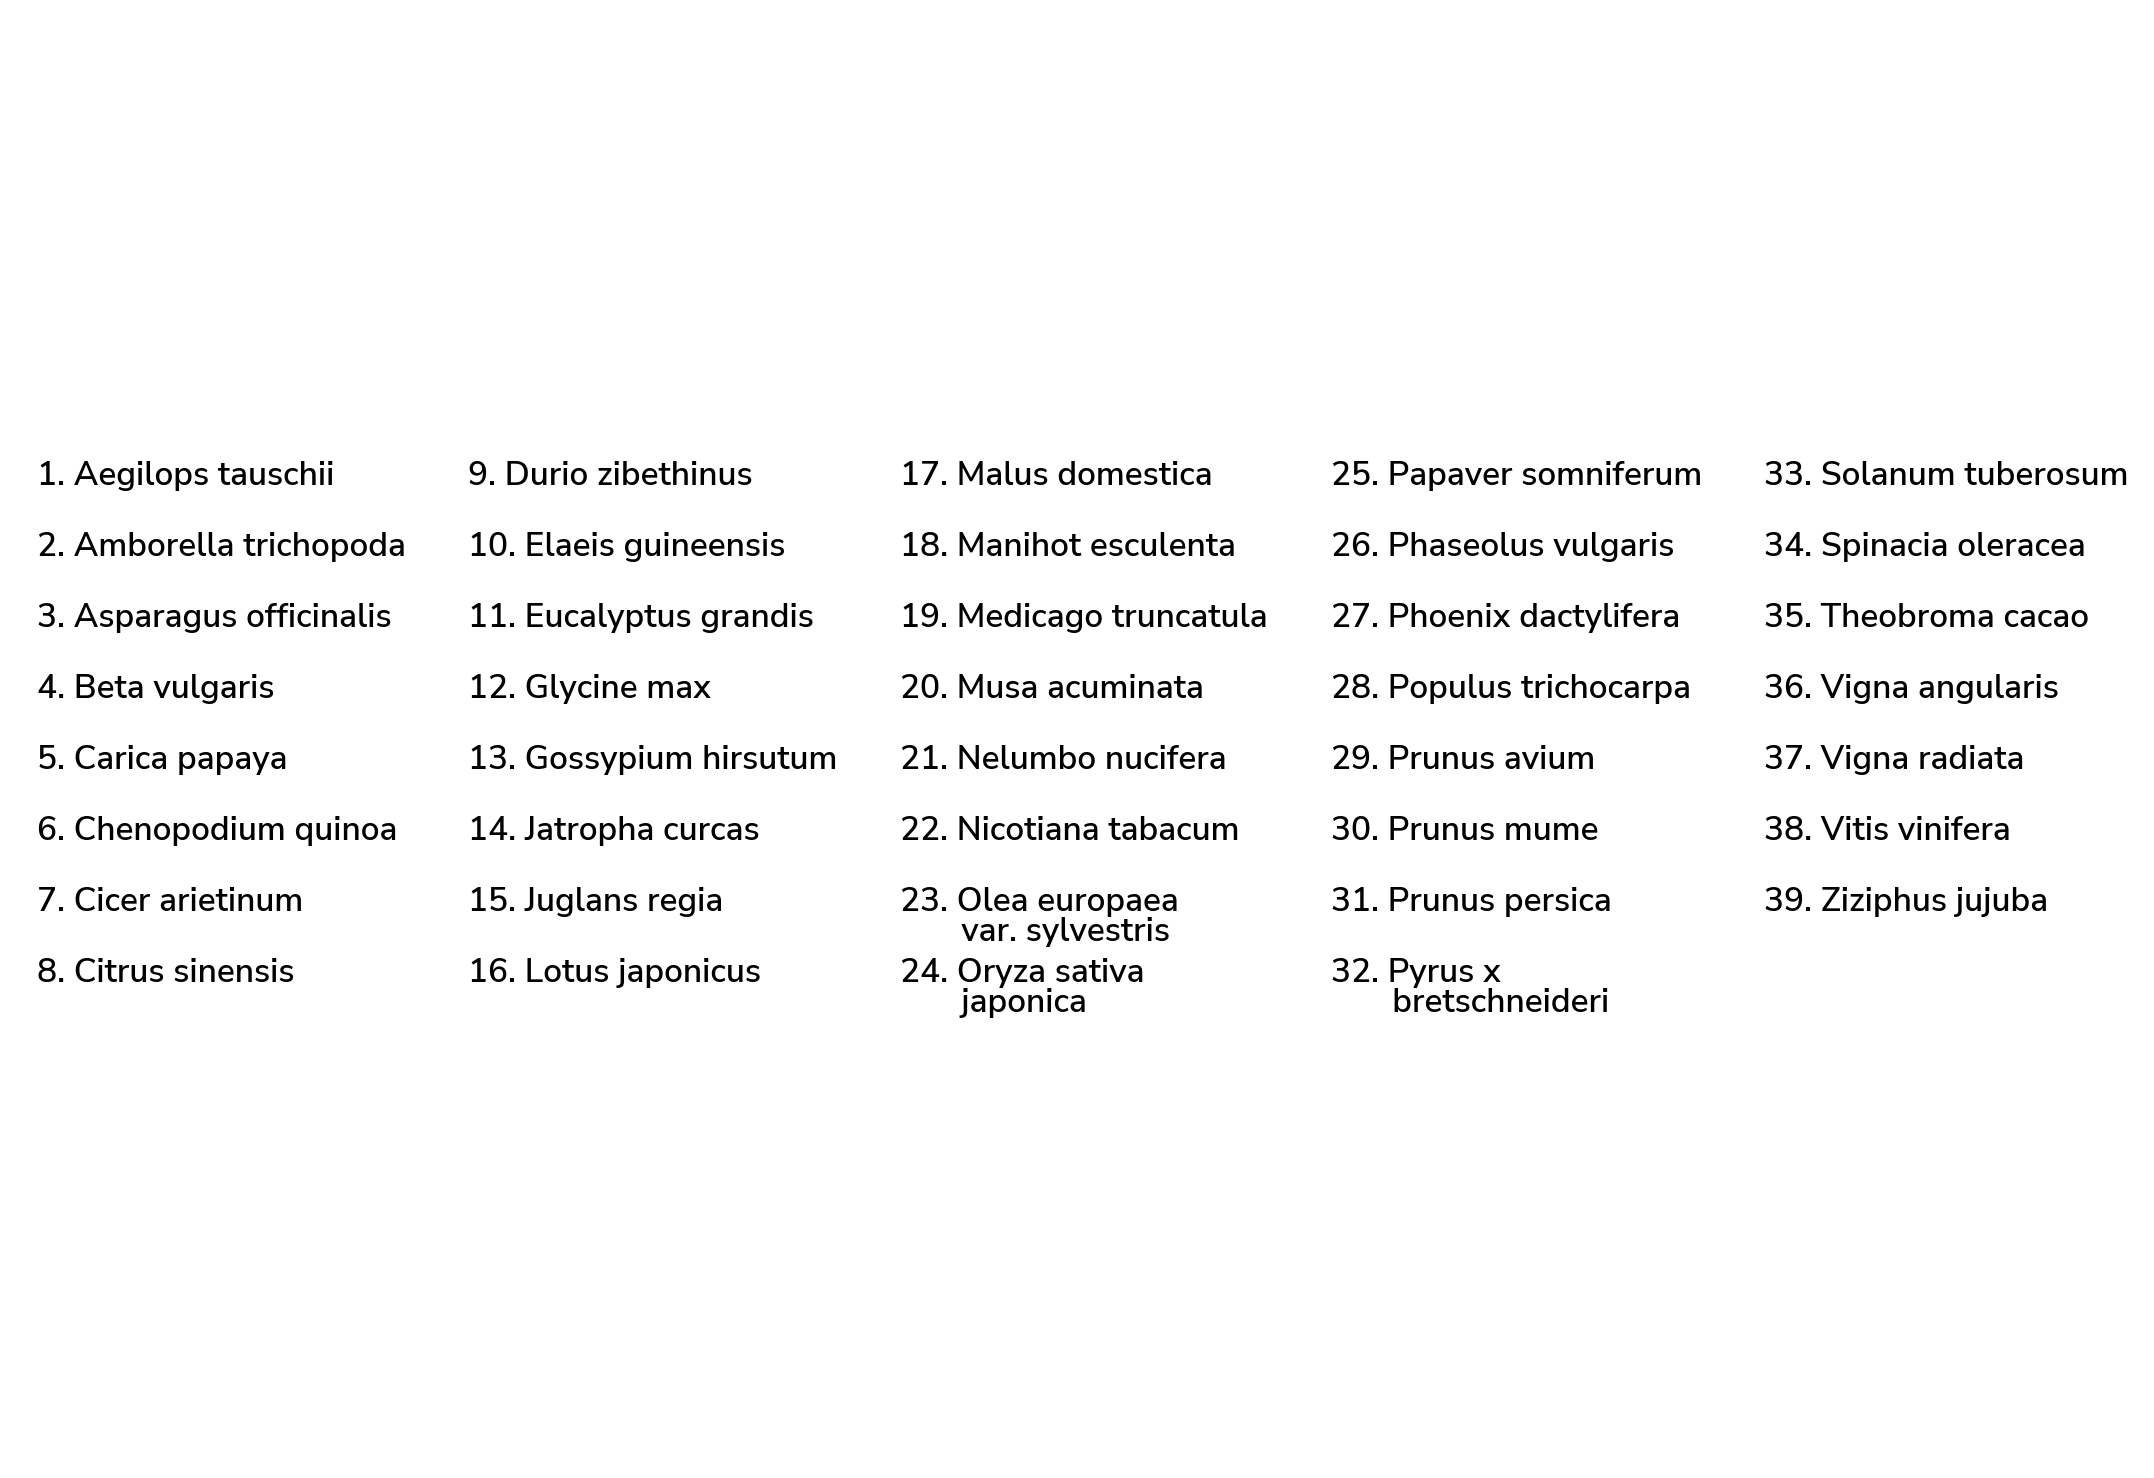 1. Aegilops tauschii
2. Amborella trichopoda
3. Asparagus officinalis
4. Beta vulgaris
5. Carica papaya
6. Chenopodium quinoa
7. Cicer arietinum
8. Citrus sinensis
9. Durio zibethinus
10. Elaeis guineensis
11. Eucalyptus grandis
12. Glycine max
13. Gossypium hirsutum
14. Jatropha curcas
15. Juglans regia
16. Lotus japonicus
17. Malus domestica
18. Manihot esculenta
19. Medicago truncatula
20. Musa acuminata
21. Nelumbo nucifera
22. Nicotiana tabacum
23. Olea europaea
var. sylvestris
24. Oryza sativa
japonica
25. Papaver somniferum
26. Phaseolus vulgaris
27. Phoenix dactylifera
28. Populus trichocarpa
29. Prunus avium
30. Prunus mume
31. Prunus persica
32. Pyrus x
bretschneideri
33. Solanum tuberosum
34. Spinacia oleracea
35. Theobroma cacao
36. Vigna angularis
37. Vigna radiata
38. Vitis vinifera
39. Ziziphus jujuba